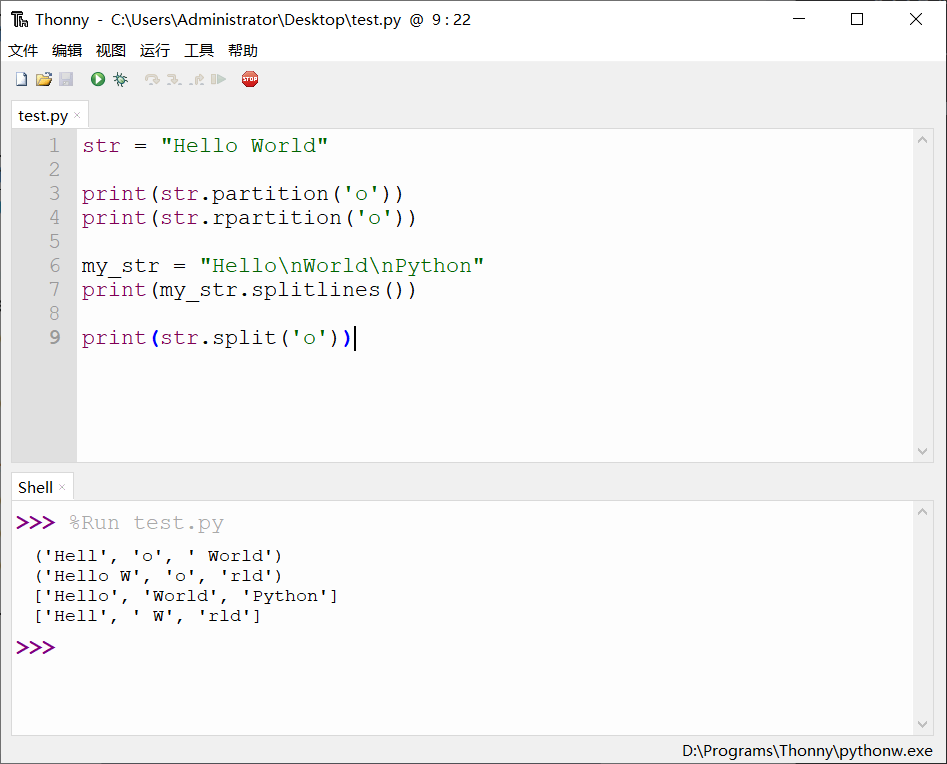 Thonny - C:\Users\Administrator\Desktop\test.py @ 9:22
文件 编辑 视图 运行 工具 帮助
STOP
test.py ×
1 str = "Hello World"
2
3 print(str.partition('o'))
4 print(str.rpartition('o'))
5
6 my_str = "Hello\nWorld\nPython"
7 print(my_str.splitlines())
8
9 print(str.split('o'))
Shell ×
>>> %Run test.py
('Hell', 'o', ' World')
('Hello W', 'o', 'rld')
['Hello', 'World', 'Python']
['Hell', ' W', 'rld']
>>>
D:\Programs\Thonny\pythonw.exe